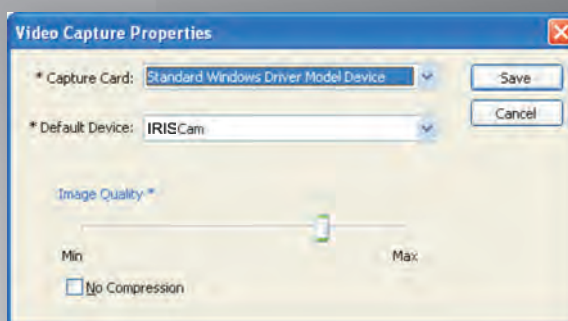 Video Capture Properties
* Capture Card: Standard Windows Driver Model Device
Save
* Default Device: IRISCam
Cancel
Image Quality *
Min Max
No Compression